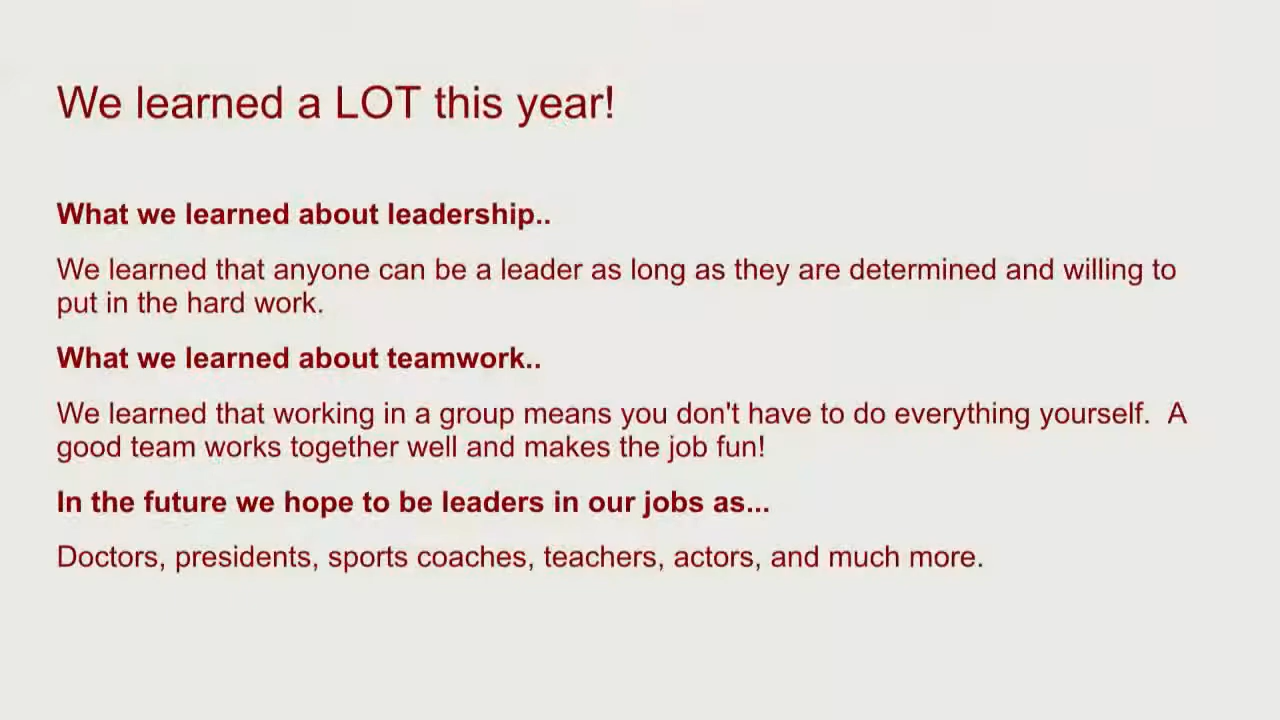 We learned a LOT this year!
What we learned about leadership..
We learned that anyone can be a leader as long as they are determined and willing to
put in the hard work.
What we learned about teamwork..
We learned that working in a group means you don't have to do everything yourself.  A
good team works together well and makes the job fun!
In the future we hope to be leaders in our jobs as...
Doctors, presidents, sports coaches, teachers, actors, and much more.